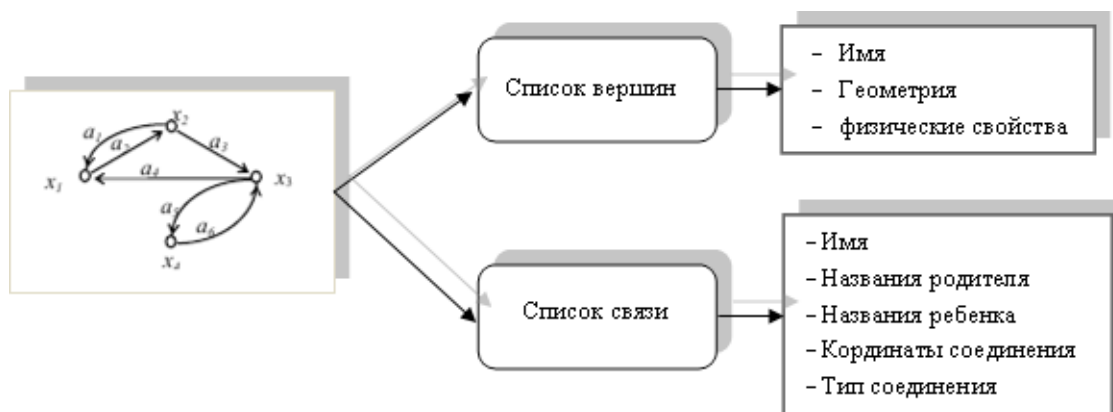 x2
a1
a2
a3
x1
a4
x3
a5
a6
x4
Список вершин
– Имя
– Геометрия
– физические свойства
Список связи
– Имя
– Названия родителя
– Названия ребенка
– Кординаты соединения
– Тип соединения